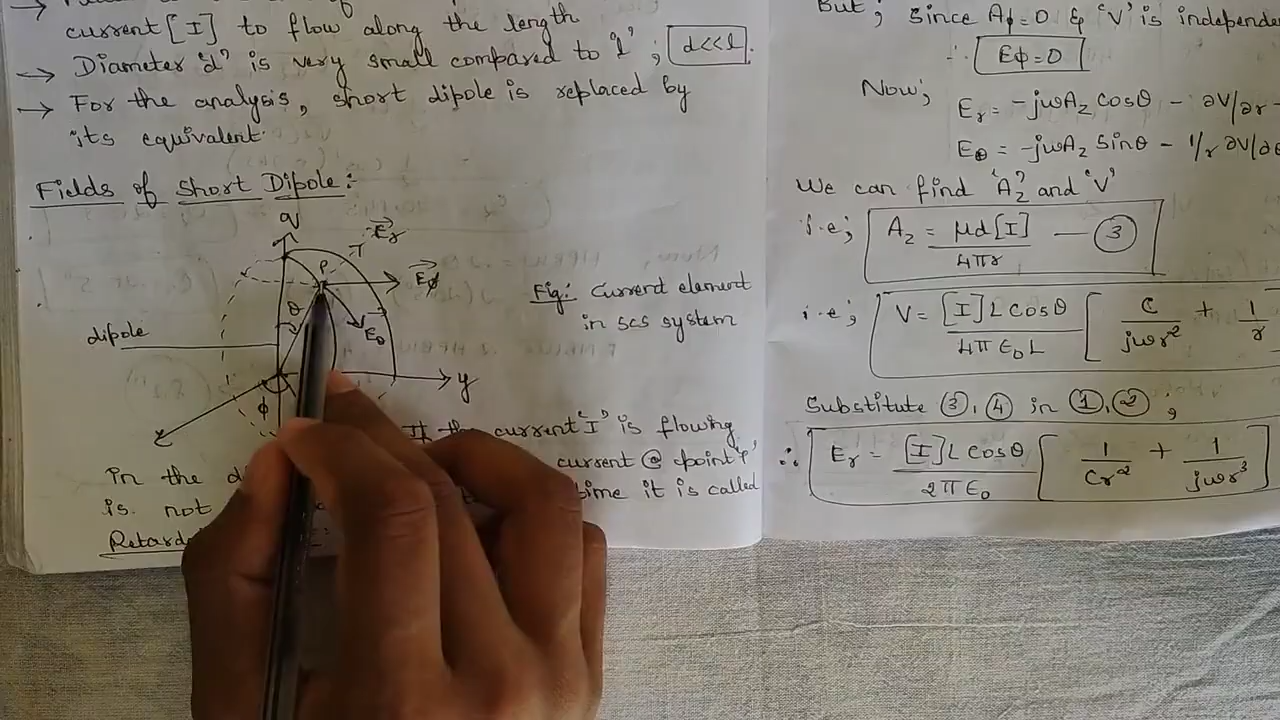 current [I] to flow along the length
→ Diameter 'd' is very small compared to 'l' ; d<<l .
→ For the analysis, short dipole is replaced by
its equivalent.
Fields of Short Dipole:-
E⃗r
P
E⃗ϕ
θ
Eθ
dipole
y
ϕ
Fig: Current element
in SCS system
If the current 'I' is flowing
in the current @ point 'P'
is not time it is called
But ; since Aϕ=0 & 'V' is
∴ Eϕ=0
Now;
Er = -jωAz cosθ - ∂V/∂r
Eθ = -jωAz sinθ - 1/r ∂V/∂θ
We can find 'Az' and 'V'
i.e; Az = μd[I] / 4πr — ③
i.e; V = [I]L cosθ / 4π ε0 L [ c / jωr² + 1 / r
Substitute ③, ④ in ①, ② ;
∴ Er = [I]L cosθ / 2π ε0 [ 1 / cr² + 1 / jωr³ ]